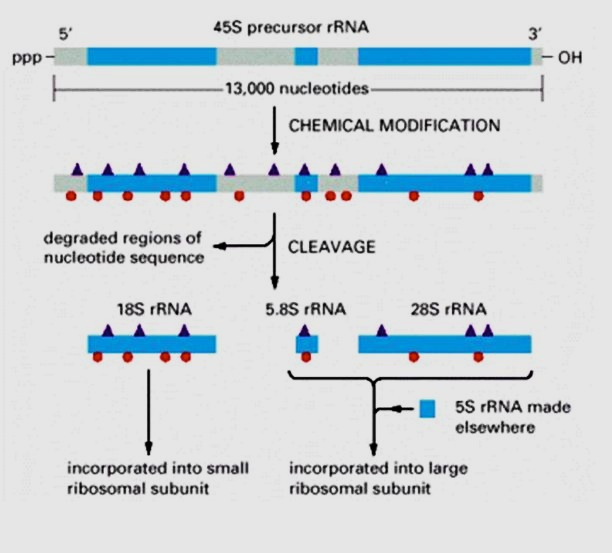 45S precursor rRNA
5′
3′
ppp
OH
13,000 nucleotides
CHEMICAL MODIFICATION
degraded regions of
nucleotide sequence
CLEAVAGE
18S rRNA
5.8S rRNA
28S rRNA
5S rRNA made
elsewhere
incorporated into small
ribosomal subunit
incorporated into large
ribosomal subunit